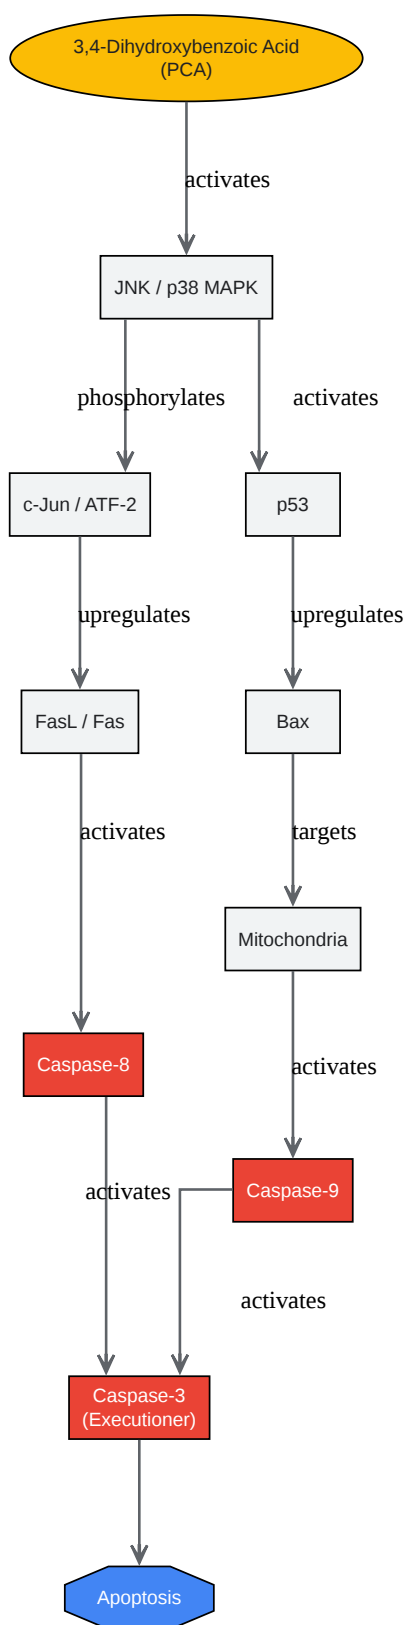 3,4-Dihydroxybenzoic Acid
(PCA)
activates
JNK / p38 MAPK
phosphorylates
activates
c-Jun / ATF-2
p53
upregulates
upregulates
FasL / Fas
Bax
activates
targets
Mitochondria
Caspase-8
activates
activates
Caspase-9
activates
Caspase-3
(Executioner)
Apoptosis